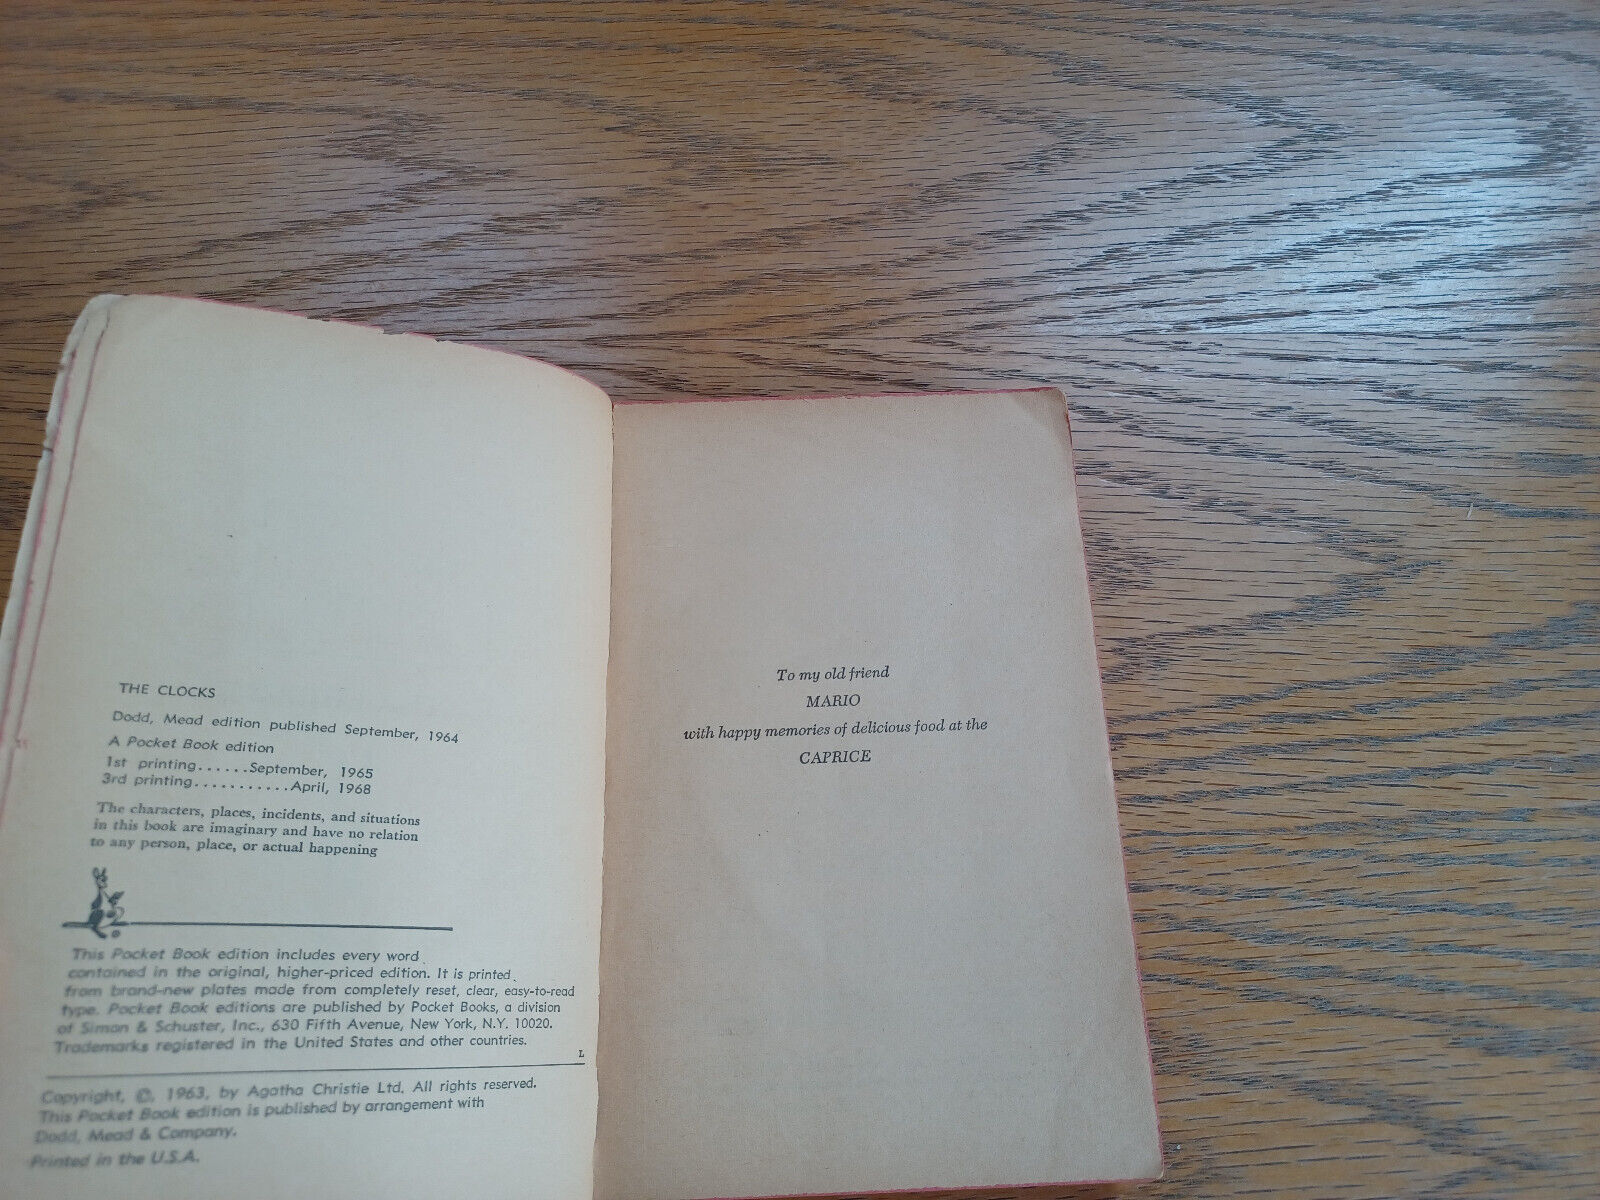 THE CLOCKS
Dodd, Mead edition published September, 1964
A Pocket Book edition
1st printing......September, 1965
3rd printing...........April, 1968
The characters, places, incidents, and situations
in this book are imaginary and have no relation
to any person, place, or actual happening
This Pocket Book edition includes every word
contained in the original, higher-priced edition. It is printed
from brand-new plates made from completely reset, clear, easy-to-read
type. Pocket Book editions are published by Pocket Books, a division
of Simon & Schuster, Inc., 630 Fifth Avenue, New York, N.Y. 10020.
Trademarks registered in the United States and other countries.
L
Copyright, ©, 1963, by Agatha Christie Ltd. All rights reserved.
This Pocket Book edition is published by arrangement with
Dodd, Mead & Company.
Printed in the U.S.A.
To my old friend
MARIO
with happy memories of delicious food at the
CAPRICE